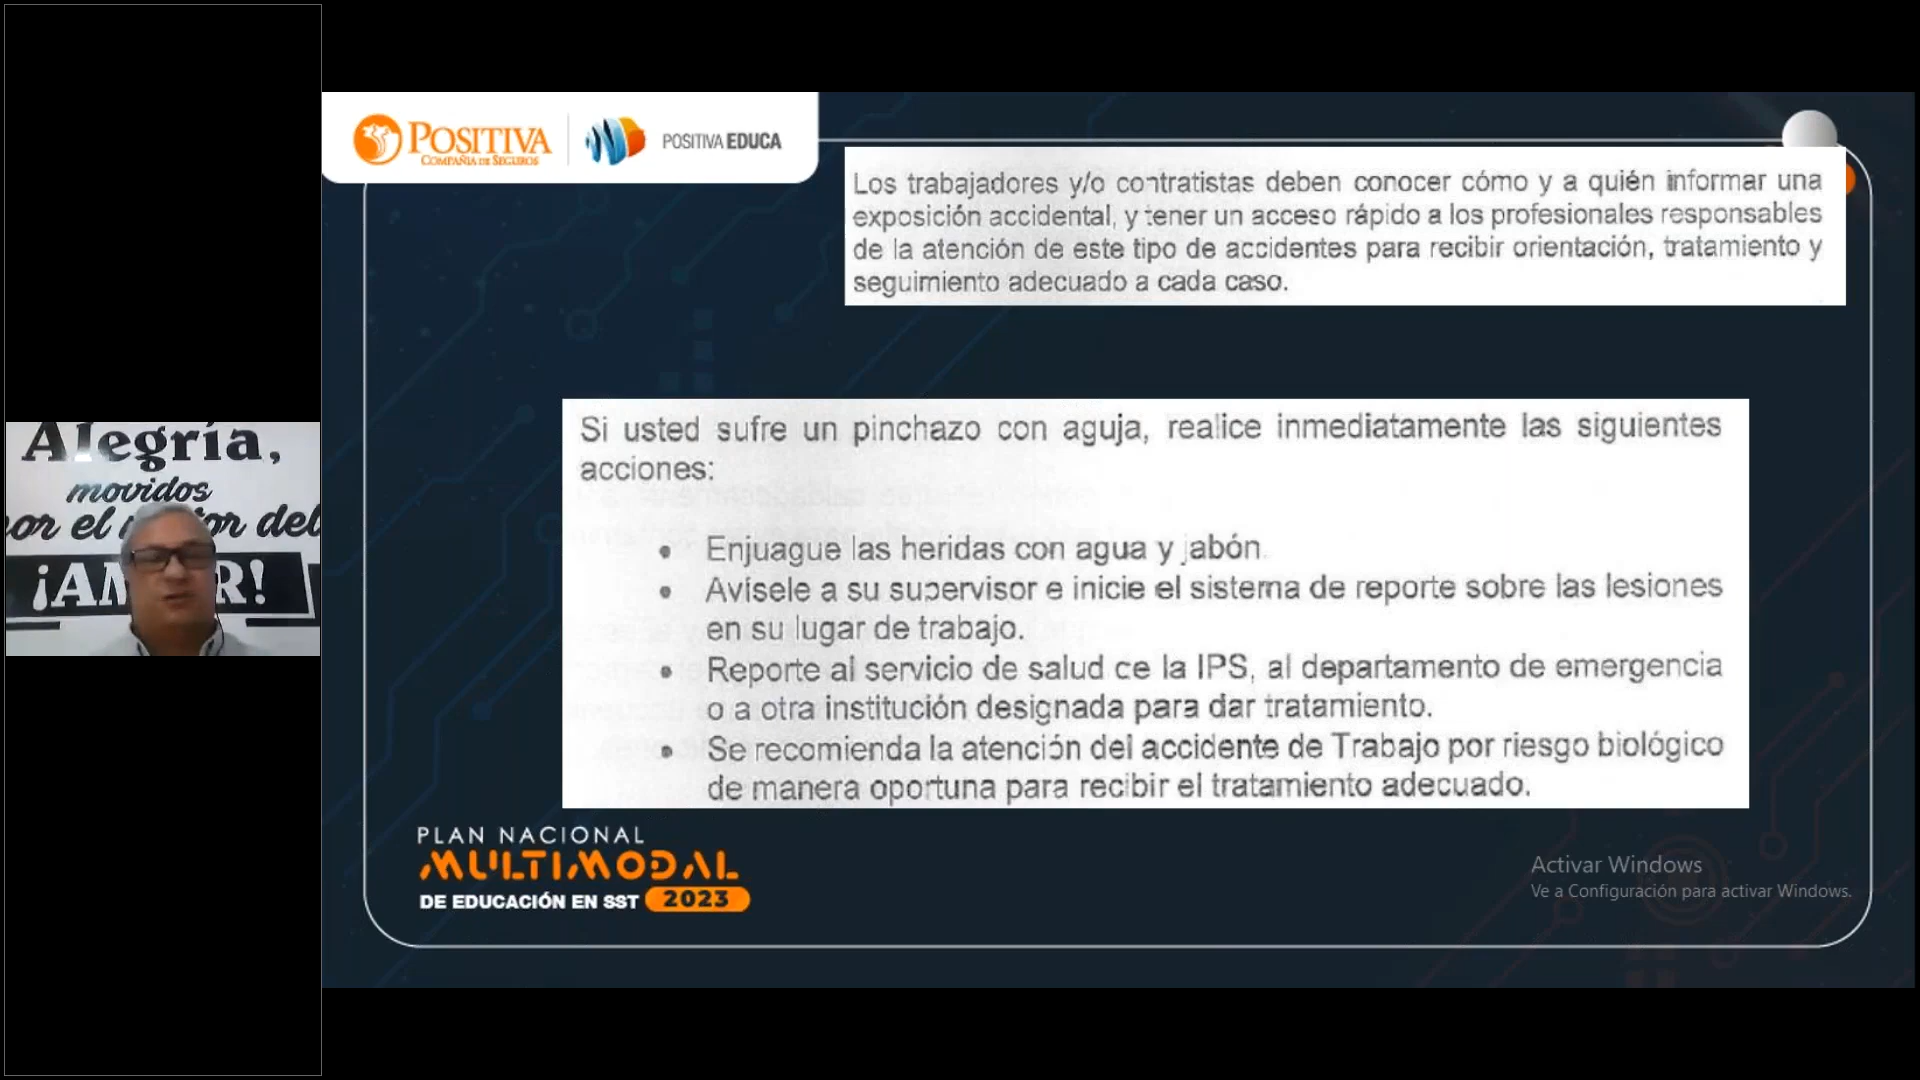 POSITIVA
COMPAÑÍA DE SEGUROS
POSITIVA EDUCA
Los trabajadores y/o contratistas deben conocer cómo y a quién informar una
exposición accidental, y tener un acceso rápido a los profesionales responsables
de la atención de este tipo de accidentes para recibir orientación, tratamiento y
seguimiento adecuado a cada caso.
Alegría,
movidos
por el
del
Si usted sufre un pinchazo con aguja, realice inmediatamente las siguientes
acciones:
• Enjuague las heridas con agua y jabón.
• Avísele a su supervisor e inicie el sistema de reporte sobre las lesiones
en su lugar de trabajo.
• Reporte al servicio de salud de la IPS, al departamento de emergencia
o a otra institución designada para dar tratamiento.
• Se recomienda la atención del accidente de Trabajo por riesgo biológico
de manera oportuna para recibir el tratamiento adecuado.
PLAN NACIONAL
MULTIMODAL
DE EDUCACIÓN EN SST 2023
Activar Windows
Ve a Configuración para activar Windows.